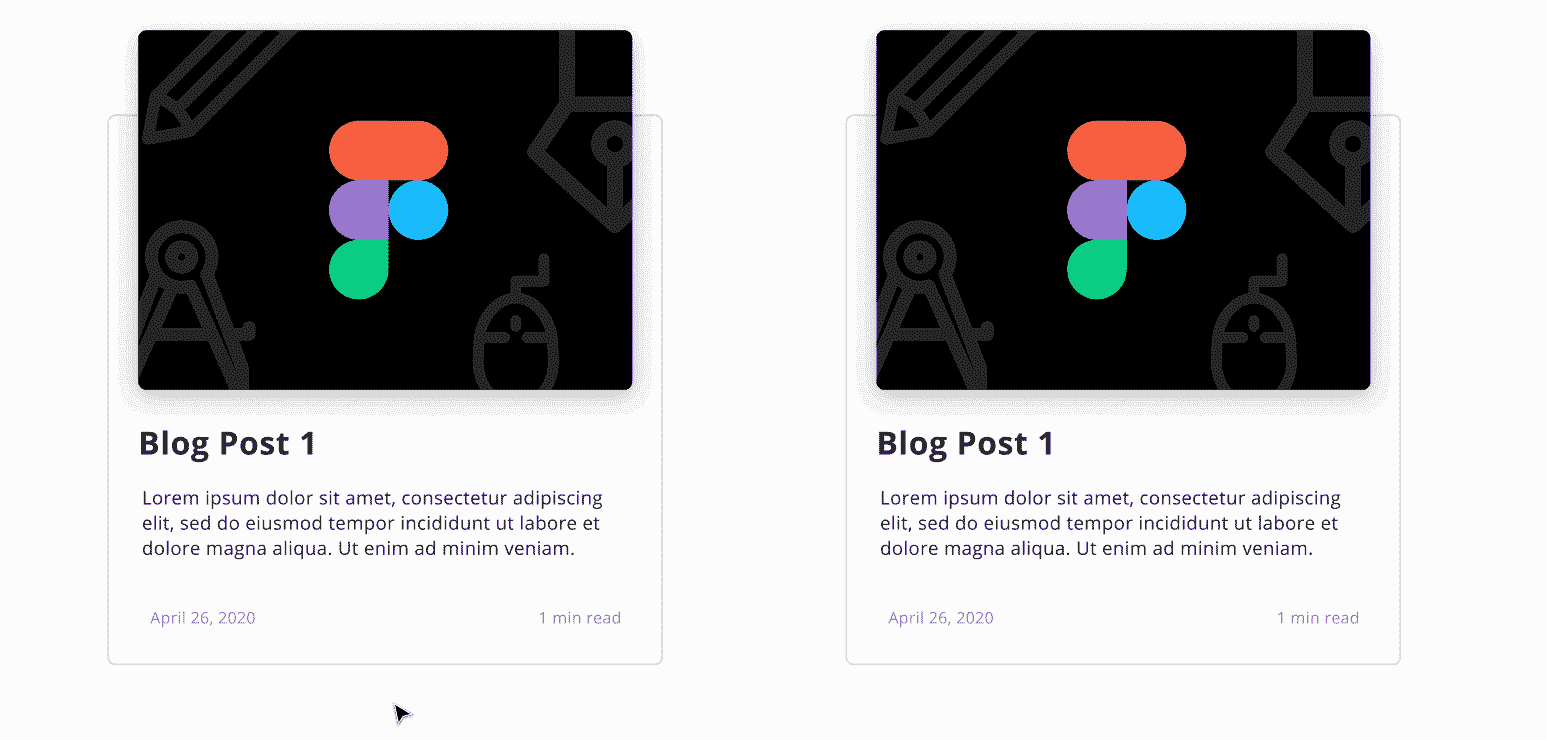 Blog Post 1
Lorem ipsum dolor sit amet, consectetur adipiscing
elit, sed do eiusmod tempor incididunt ut labore et
dolore magna aliqua. Ut enim ad minim veniam.
April 26, 2020
1 min read
Blog Post 1
Lorem ipsum dolor sit amet, consectetur adipiscing
elit, sed do eiusmod tempor incididunt ut labore et
dolore magna aliqua. Ut enim ad minim veniam.
April 26, 2020
1 min read